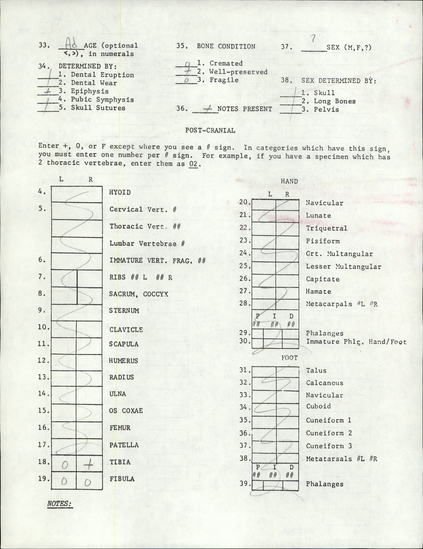 33. Ad AGE (optional
<,>), in numerals
34. DETERMINED BY:
1. Dental Eruption
2. Dental Wear
+ 3. Epiphysis
4. Pubic Symphysis
5. Skull Sutures
35. BONE CONDITION
0 1. Cremated
+ 2. Well-preserved
0 3. Fragile
36. + NOTES PRESENT
37. ? SEX (M,F,?)
38. SEX DETERMINED BY:
1. Skull
2. Long Bones
3. Pelvis
POST-CRANIAL
Enter +, 0, or F except where you see a # sign. In categories which have this sign,
you must enter one number per # sign. For example, if you have a specimen which has
2 thoracic vertebrae, enter them as 02.
L R
4. HYOID
5. Cervical Vert. #
Thoracic Vert. ##
Lumbar Vertebrae #
6. IMMATURE VERT. FRAG. ##
7. RIBS ## L ## R
8. SACRUM, COCCYX
9. STERNUM
10. CLAVICLE
11. SCAPULA
12. HUMERUS
13. RADIUS
14. ULNA
15. OS COXAE
16. FEMUR
17. PATELLA
18. 0 + TIBIA
19. 0 0 FIBULA
NOTES:
HAND
L R
20. Navicular
21. Lunate
22. Triquetral
23. Pisiform
24. Grt. Multangular
25. Lesser Multangular
26. Capitate
27. Hamate
28. Metacarpals #L #R
P I D
## ## ##
29. Phalanges
30. Immature Phlg. Hand/Foot
FOOT
31. Talus
32. Calcanous
33. Navicular
34. Cuboid
35. Cuneiform 1
36. Cuneiform 2
37. Cuneiform 3
38. Metatarsals #L #R
P I D
## ## ##
39. Phalanges